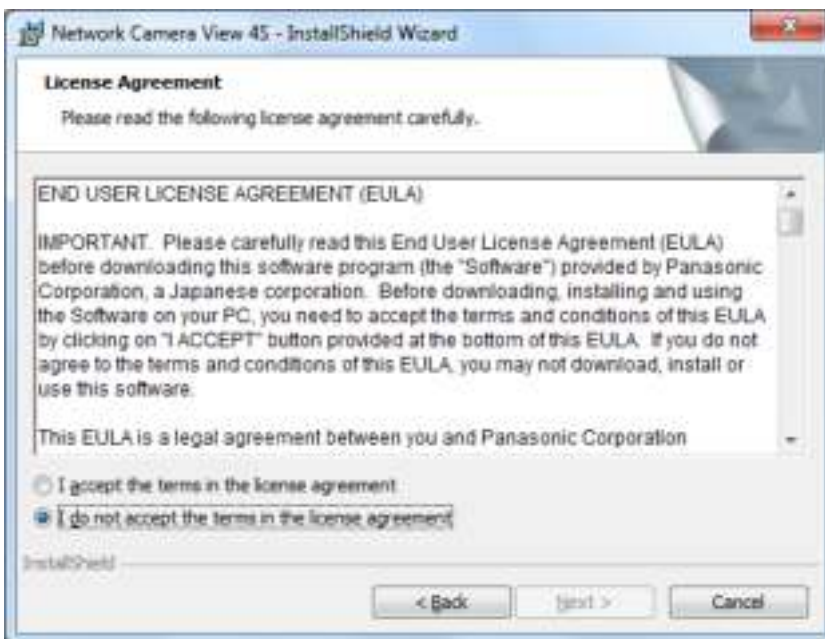 Network Camera View 4S - InstallShield Wizard
License Agreement
Please read the following license agreement carefully.
END USER LICENSE AGREEMENT (EULA)
IMPORTANT.  Please carefully read this End User License Agreement (EULA)
before downloading this software program (the "Software") provided by Panasonic
Corporation, a Japanese corporation.  Before downloading, installing and using
the Software on your PC, you need to accept the terms and conditions of this EULA
by clicking on "I ACCEPT" button provided at the bottom of this EULA.  If you do not
agree to the terms and conditions of this EULA, you may not download, install or
use this software.
This EULA is a legal agreement between you and Panasonic Corporation
I accept the terms in the license agreement
I do not accept the terms in the license agreement
InstallShield
< Back
Next >
Cancel